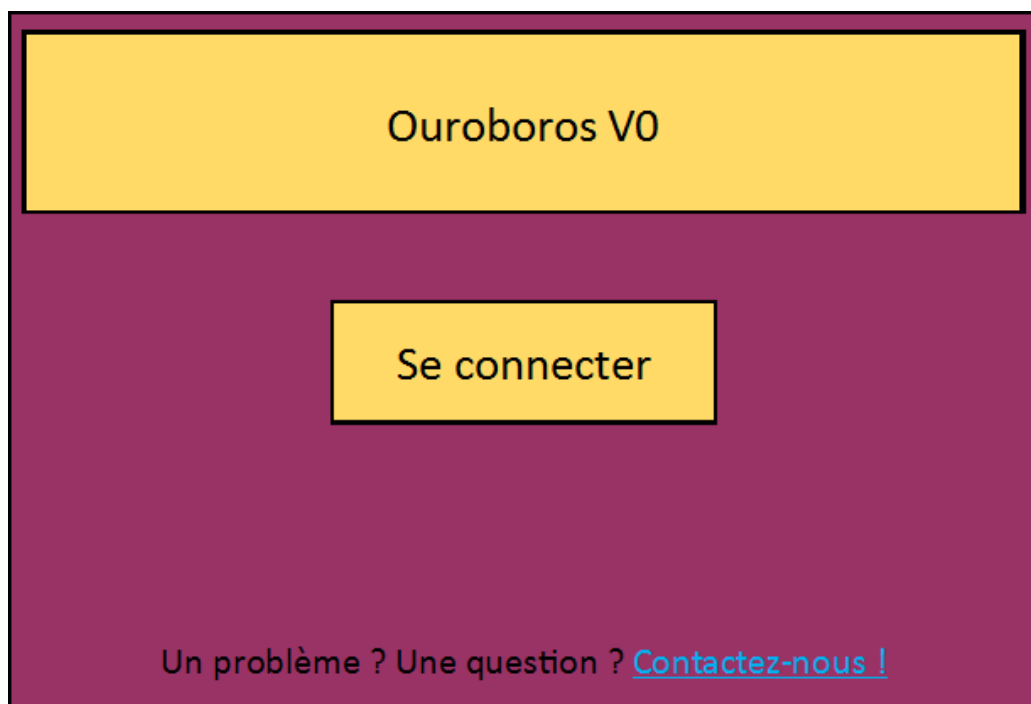 Ouroboros V0
Se connecter
Un problème ? Une question ? Contactez-nous !